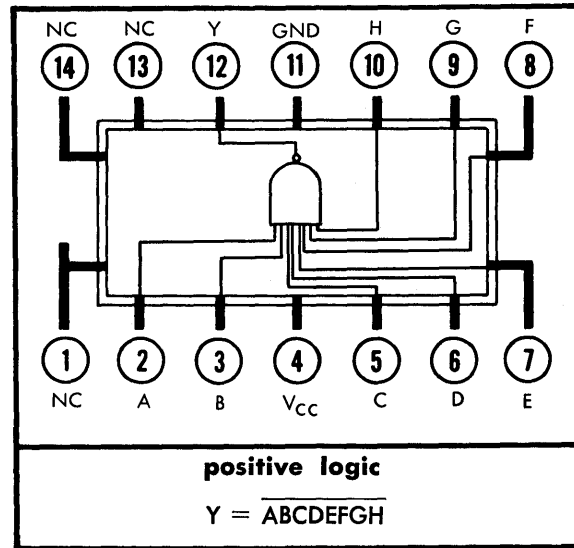 NC NC Y GND H G F
14 13 12 11 10 9 8
1 2 3 4 5 6 7
NC A B VCC C D E
positive logic
Y = A̅B̅C̅D̅E̅F̅G̅H̅